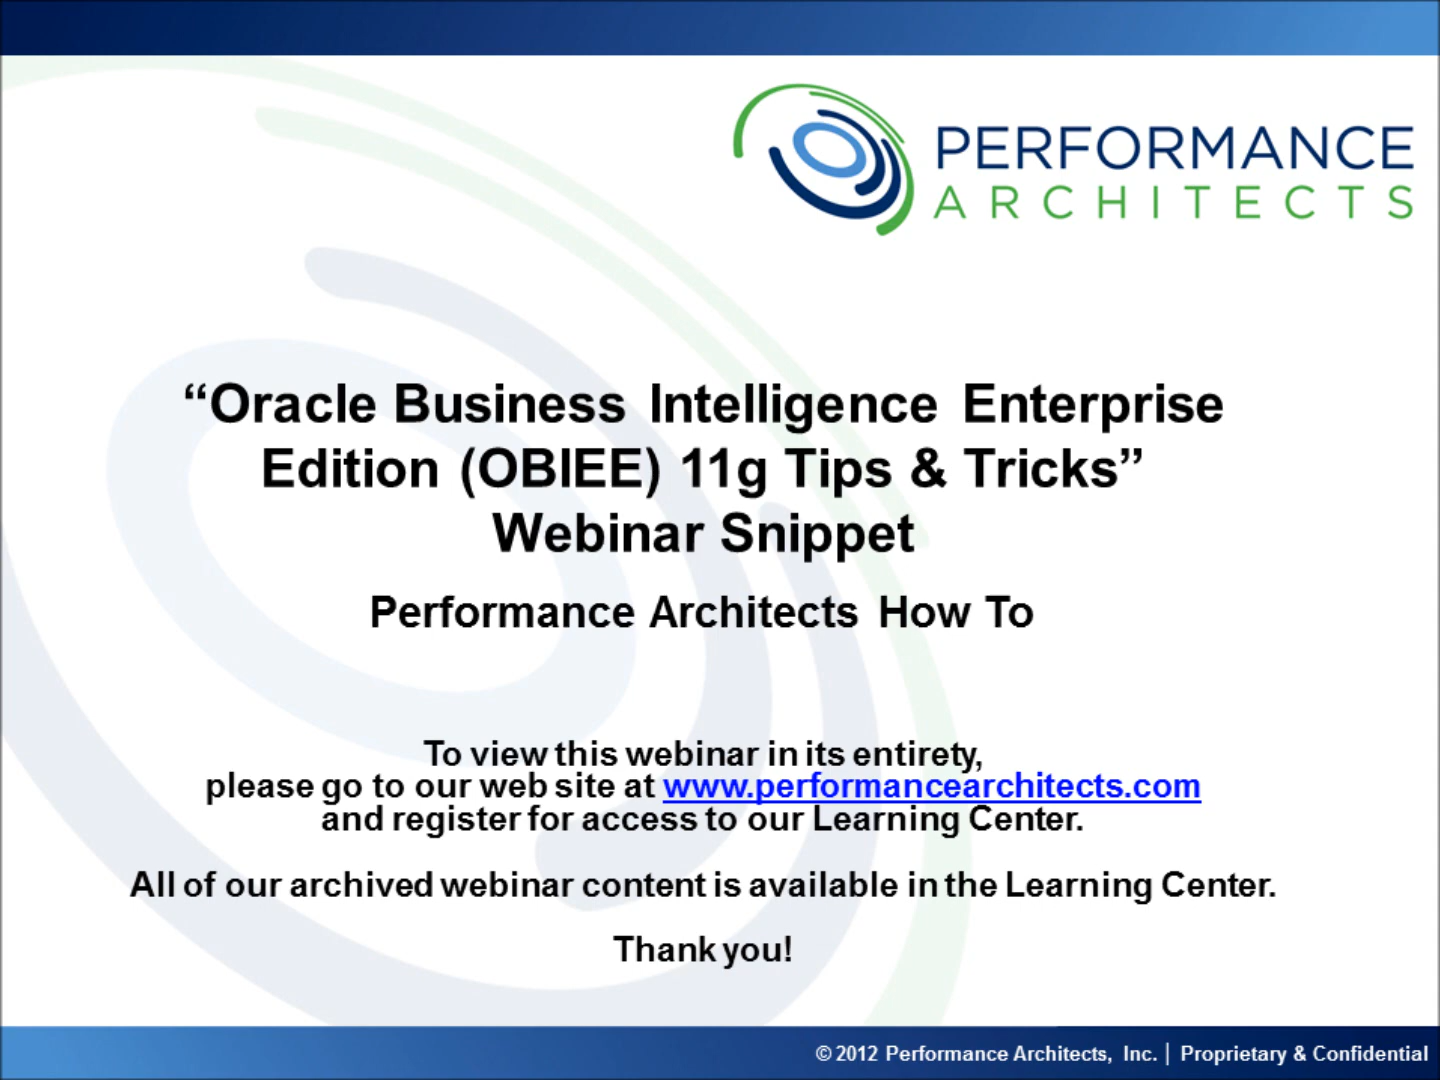 PERFORMANCE
ARCHITECTS
“Oracle Business Intelligence Enterprise
Edition (OBIEE) 11g Tips & Tricks”
Webinar Snippet
Performance Architects How To
To view this webinar in its entirety,
please go to our web site at www.performancearchitects.com
and register for access to our Learning Center.
All of our archived webinar content is available in the Learning Center.
Thank you!
© 2012 Performance Architects, Inc. | Proprietary & Confidential